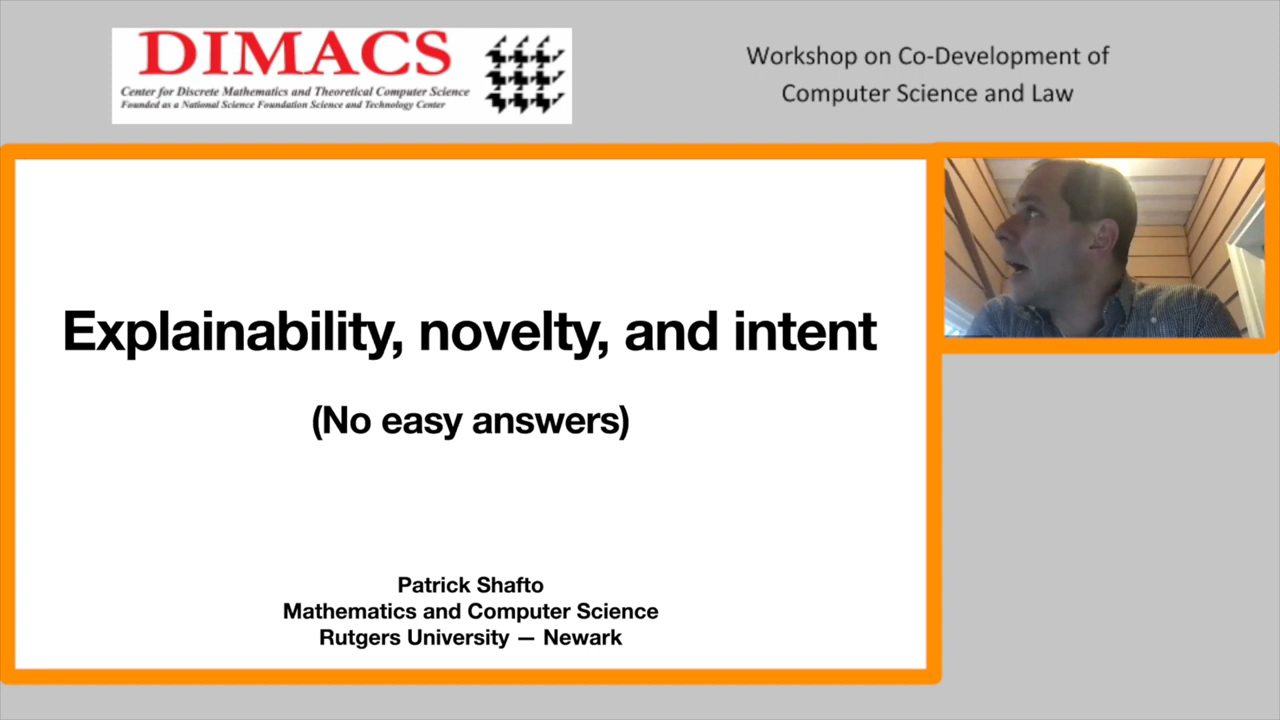 DIMACS
Center for Discrete Mathematics and Theoretical Computer Science
Founded as a National Science Foundation Science and Technology Center
Workshop on Co-Development of
Computer Science and Law
Explainability, novelty, and intent
(No easy answers)
Patrick Shafto
Mathematics and Computer Science
Rutgers University — Newark